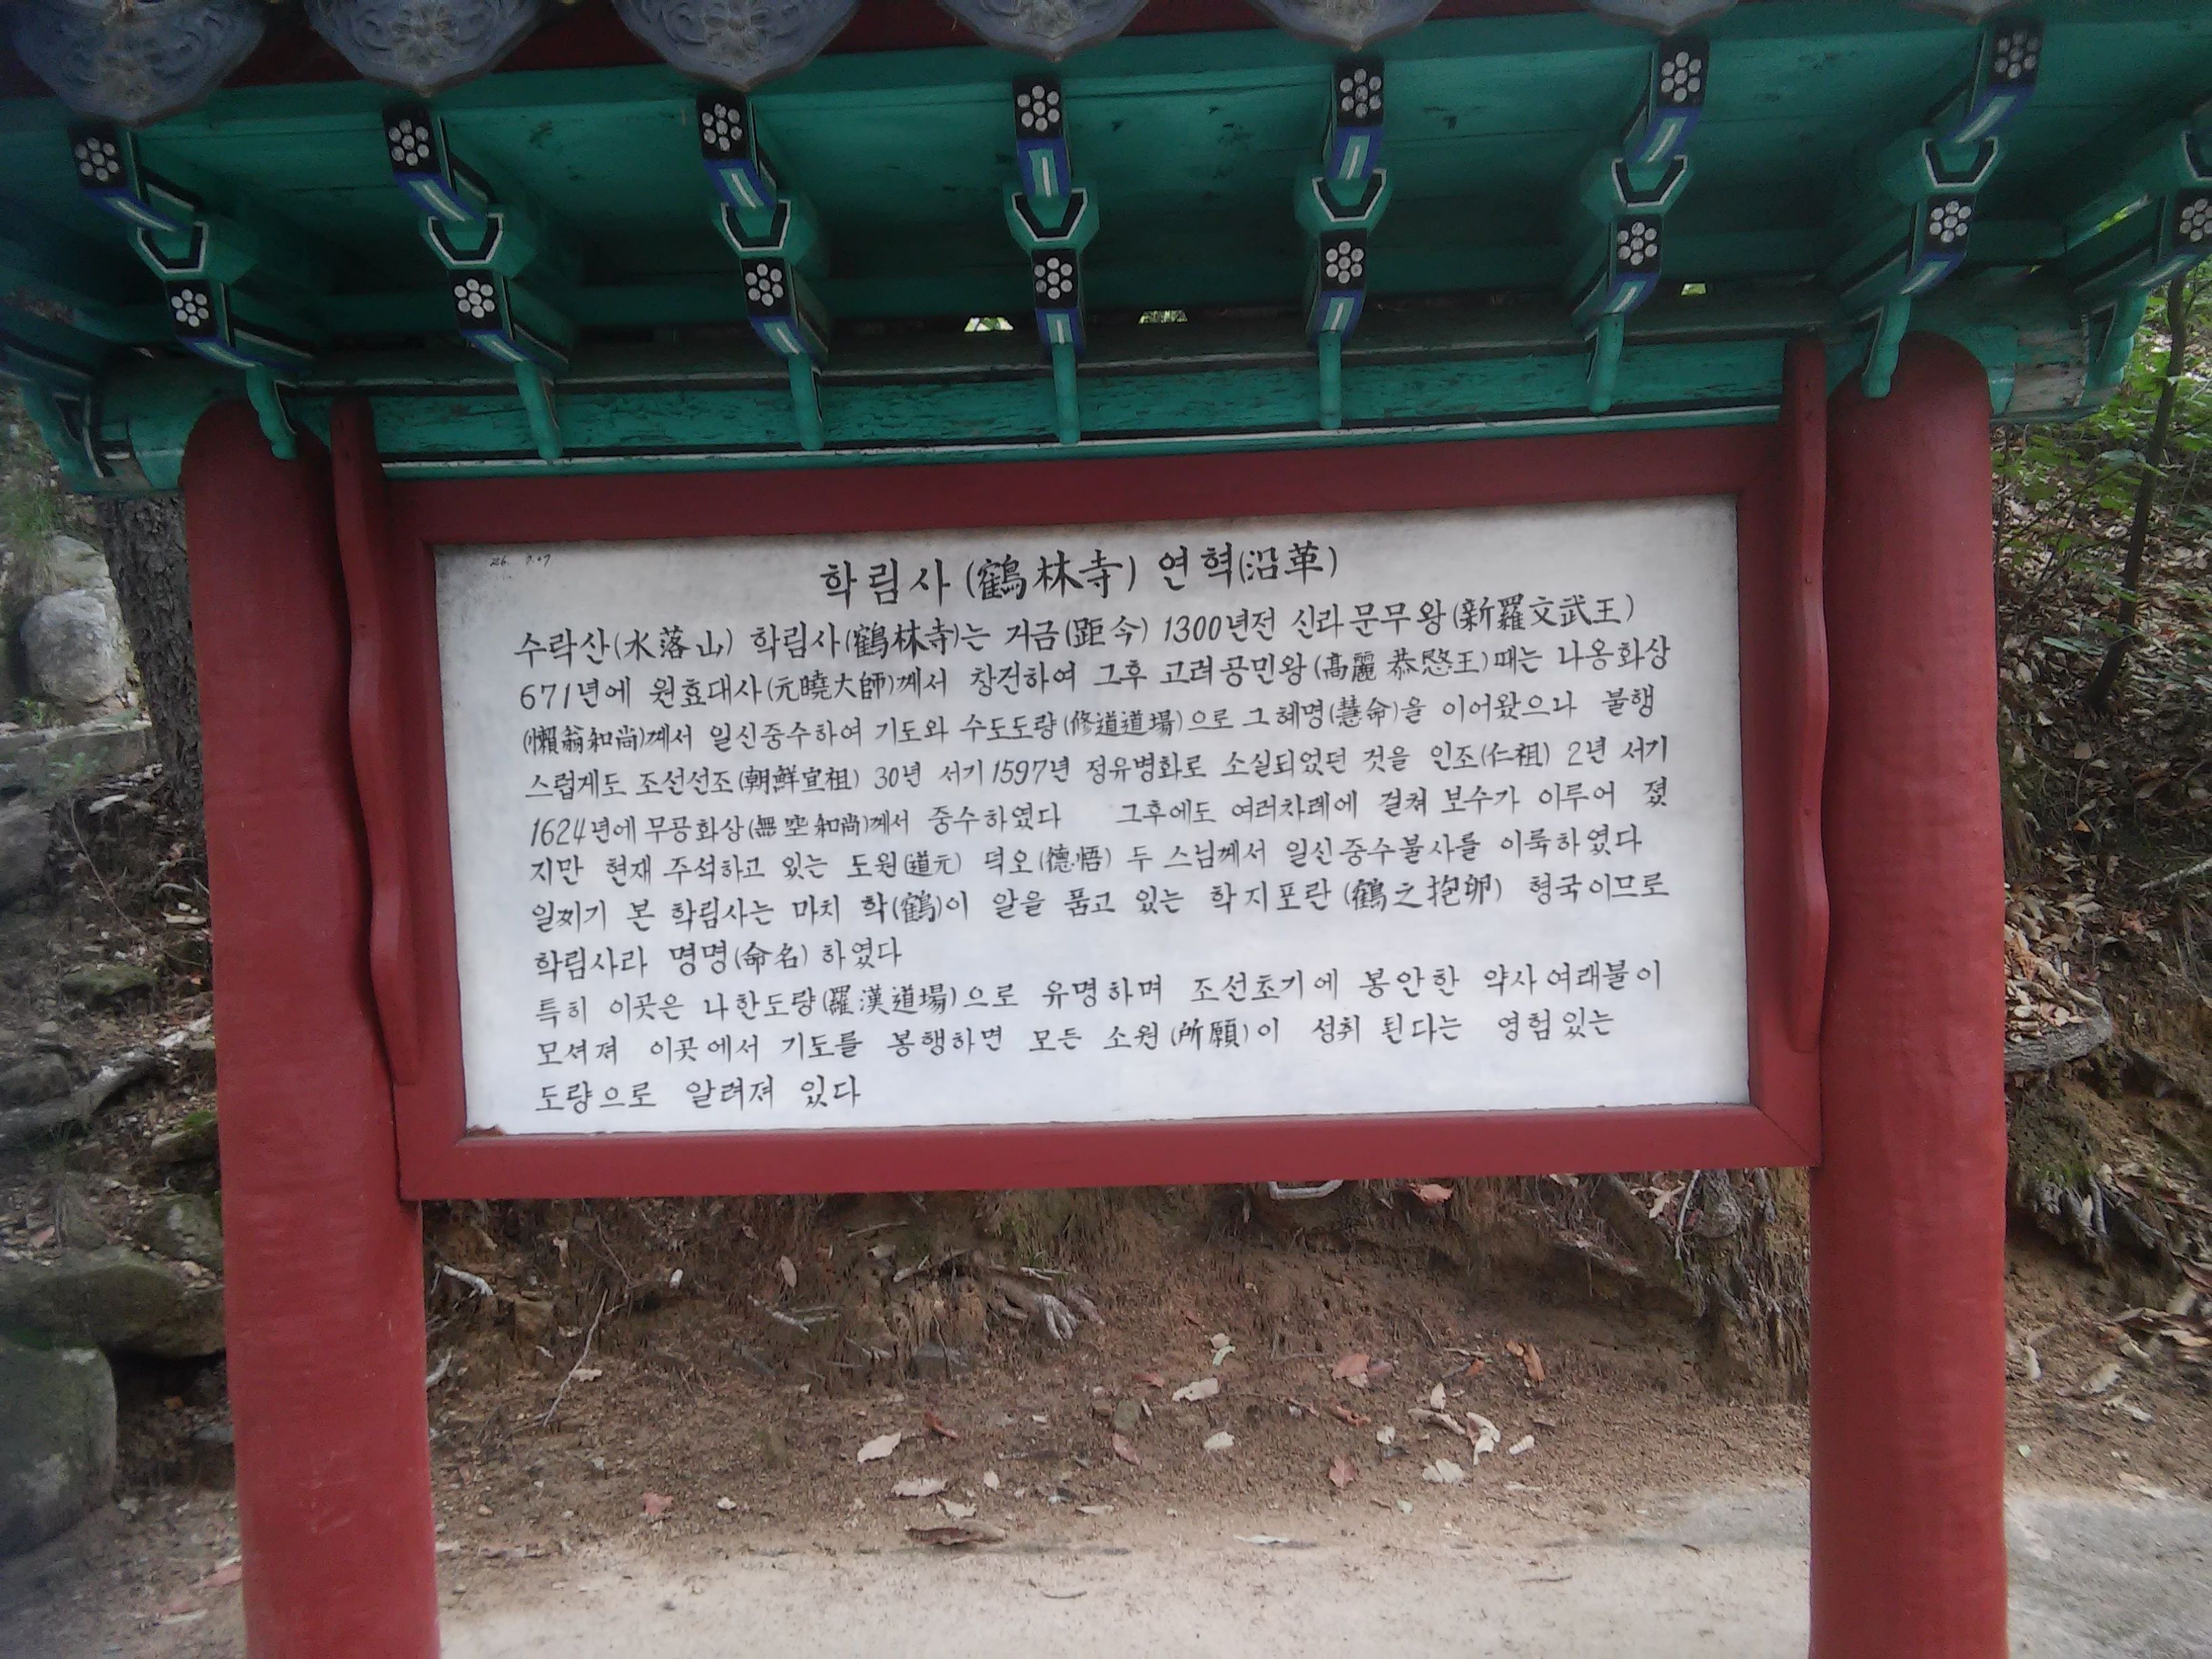 학림사(鶴林寺) 연혁(沿革)
수락산(水落山) 학림사(鶴林寺)는 거금(距今) 1300년전 신라문무왕(新羅文武王)
671년에 원효대사(元曉大師)께서 창건하여 그후 고려공민왕(高麗恭愍王)때는 나옹화상
(懶翁和尙)께서 일신중수하여 기도와 수도도량(修道道場)으로 그혜명(慧命)을 이어왔으나 불행
스럽게도 조선선조(朝鮮宣祖) 30년 서기1597년 정유병화로 소실되었던 것을 인조(仁祖) 2년 서기
1624년에 무공화상(無空和尙)께서 중수하였다 그후에도 여러차례에 걸쳐 보수가 이루어 졌
지만 현재 주석하고 있는 도원(道元) 덕오(德悟) 두 스님께서 일신중수불사를 이룩하였다
일찌기 본 학림사는 마치 학(鶴)이 알을 품고 있는 학지포란(鶴之抱卵) 형국이므로
학림사라 명명(命名)하였다
특히 이곳은 나한도량(羅漢道場)으로 유명하며 조선초기에 봉안한 약사여래불이
모셔져 이곳에서 기도를 봉행하면 모든 소원(所願)이 성취 된다는 영험있는
도량으로 알려져 있다